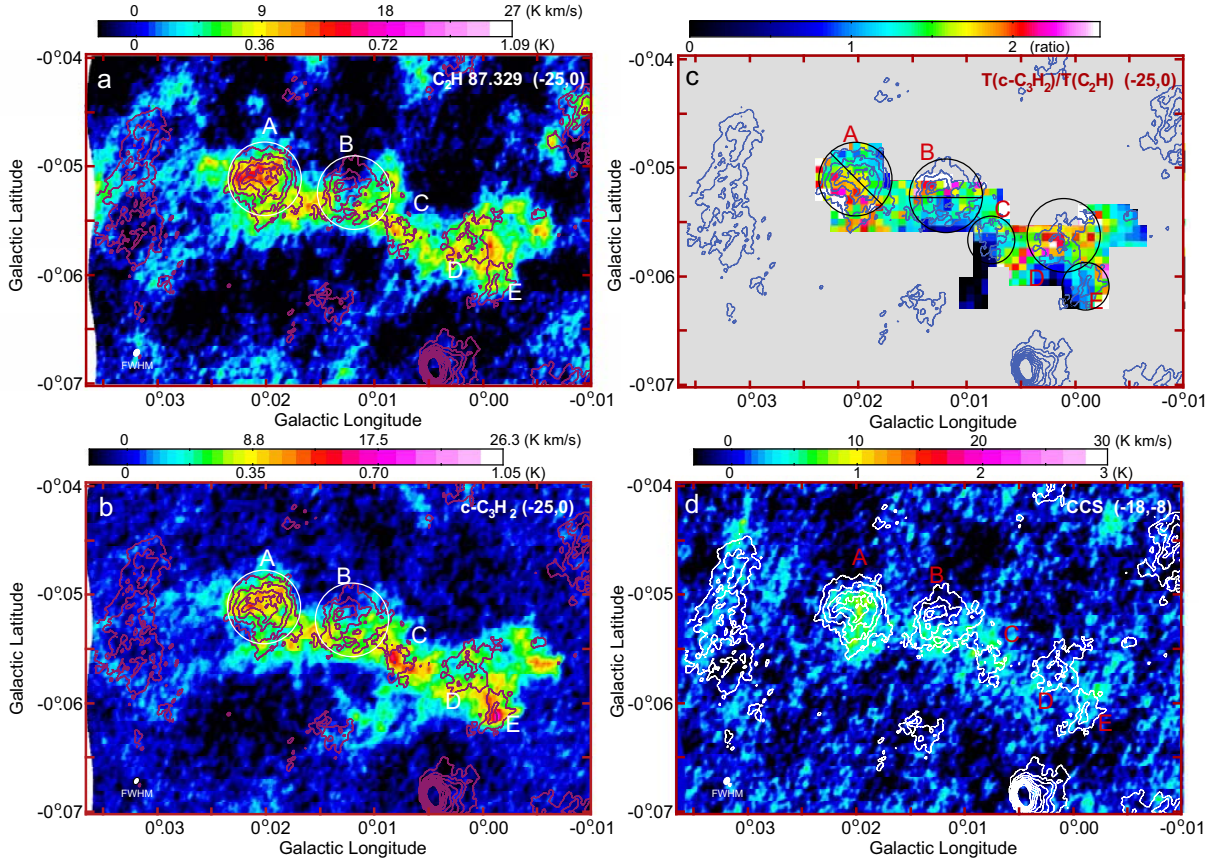 0 9 18 27 (K km/s)
0 0.36 0.72 1.09 (K)
a
C₂H 87.329 (-25,0)
A
B
C
D
E
FWHM
-0°04
-0°05
-0°06
-0°07
Galactic Latitude
0°03 0°02 0°01 0°00 -0°01
Galactic Longitude
0 1 2 (ratio)
c
T(c-C₃H₂)/T(C₂H) (-25,0)
A
B
C
D
E
-0°04
-0°05
-0°06
-0°07
Galactic Latitude
0°03 0°02 0°01 0°00 -0°01
Galactic Longitude
0 8.8 17.5 26.3 (K km/s)
0 0.35 0.70 1.05 (K)
b
c-C₃H₂ (-25,0)
A
B
C
D
E
FWHM
-0°04
-0°05
-0°06
-0°07
Galactic Latitude
0°03 0°02 0°01 0°00 -0°01
Galactic Longitude
0 10 20 30 (K km/s)
0 1 2 3 (K)
d
CCS (-18,-8)
A
B
C
D
E
FWHM
-0°04
-0°05
-0°06
-0°07
Galactic Latitude
0°03 0°02 0°01 0°00 -0°01
Galactic Longitude